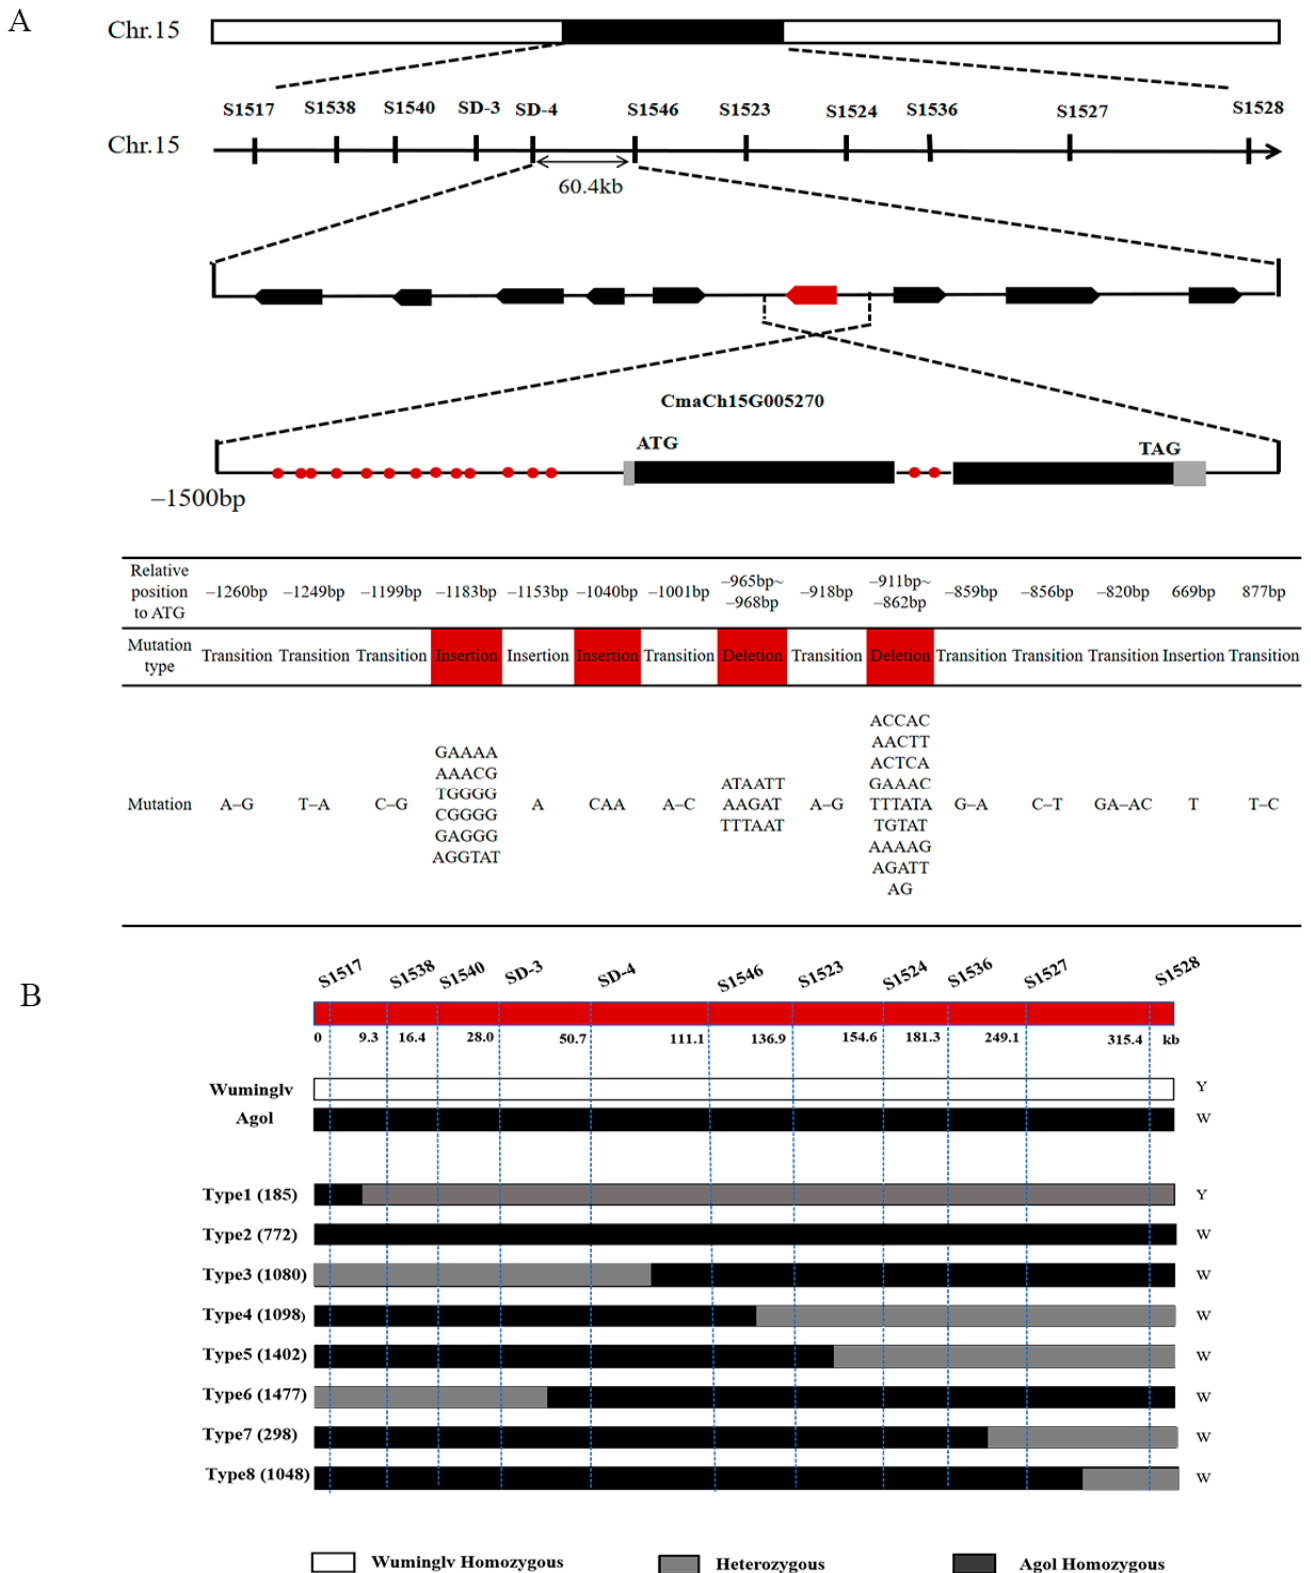 A
Chr.15
S1517 S1538 S1540 SD-3 SD-4 S1546 S1523 S1524 S1536 S1527 S1528
Chr.15
60.4kb
CmaCh15G005270
ATG
TAG
−1500bp
Relative position to ATG
−1260bp −1249bp −1199bp −1183bp −1153bp −1040bp −1001bp −965bp~ −968bp −918bp −911bp~ −862bp −859bp −856bp −820bp 669bp 877bp
Mutation type
Transition Transition Transition Insertion Insertion Insertion Transition Deletion Transition Deletion Transition Transition Transition Insertion Transition
Mutation
A–G
T–A
C–G
GAAAA
AAACG
TGGGG
CGGGG
GAGGG
AGGTAT
A
CAA
A–C
ATAATT
AAGAT
TTTAAT
A–G
ACCAC
AACTT
ACTCA
GAAAC
TTTATA
TGTAT
AAAAG
AGATT
AG
G–A
C–T
GA–AC
T
T–C
B
S1517 S1538 S1540 SD-3 SD-4 S1546 S1523 S1524 S1536 S1527 S1528
0 9.3 16.4 28.0 50.7 111.1 136.9 154.6 181.3 249.1 315.4 kb
Wuminglv Y
Agol W
Type1 (185) Y
Type2 (772) W
Type3 (1080) W
Type4 (1098) W
Type5 (1402) W
Type6 (1477) W
Type7 (298) W
Type8 (1048) W
Wuminglv Homozygous
Heterozygous
Agol Homozygous